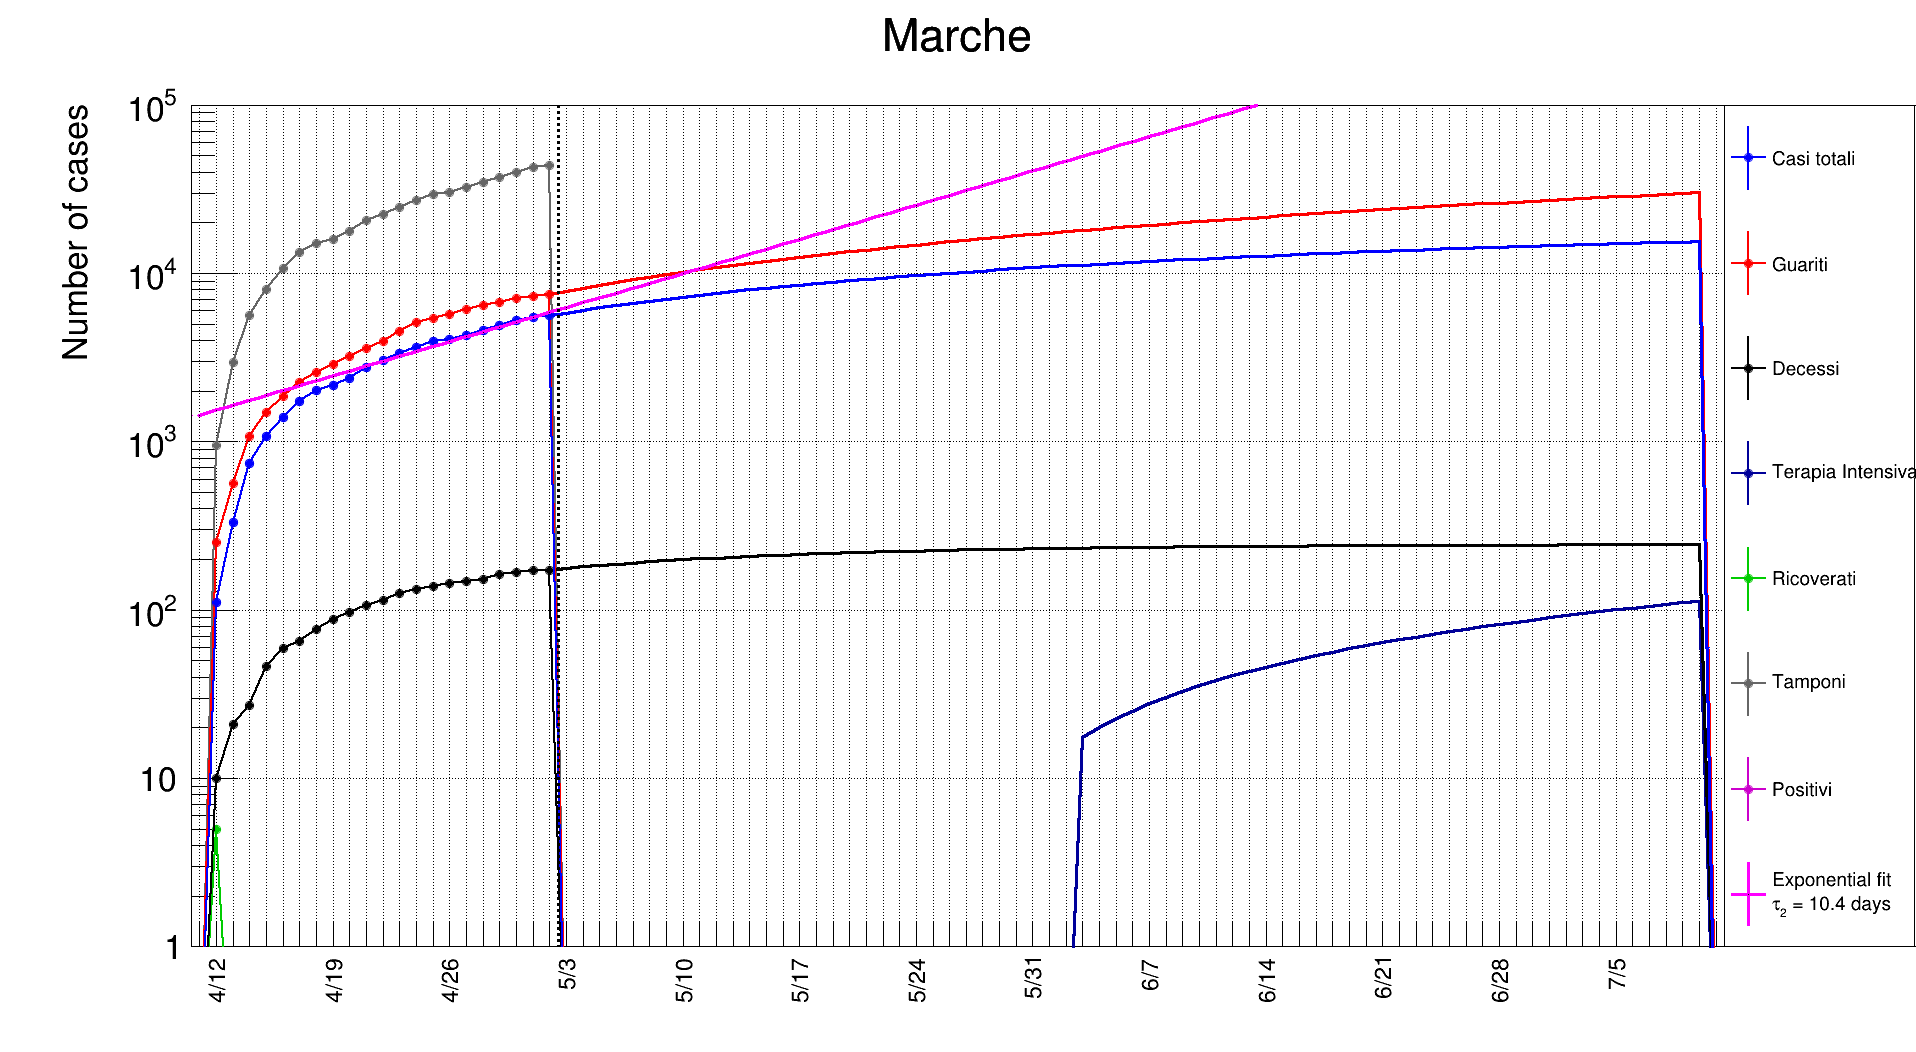 Marche
Number of cases
10^5
10^4
10^3
10^2
10
1
4/12
4/19
4/26
5/3
5/10
5/17
5/24
5/31
6/7
6/14
6/21
6/28
7/5
Casi totali
Guariti
Decessi
Terapia Intensiva
Ricoverati
Tamponi
Positivi
Exponential fit
τ_2 = 10.4 days